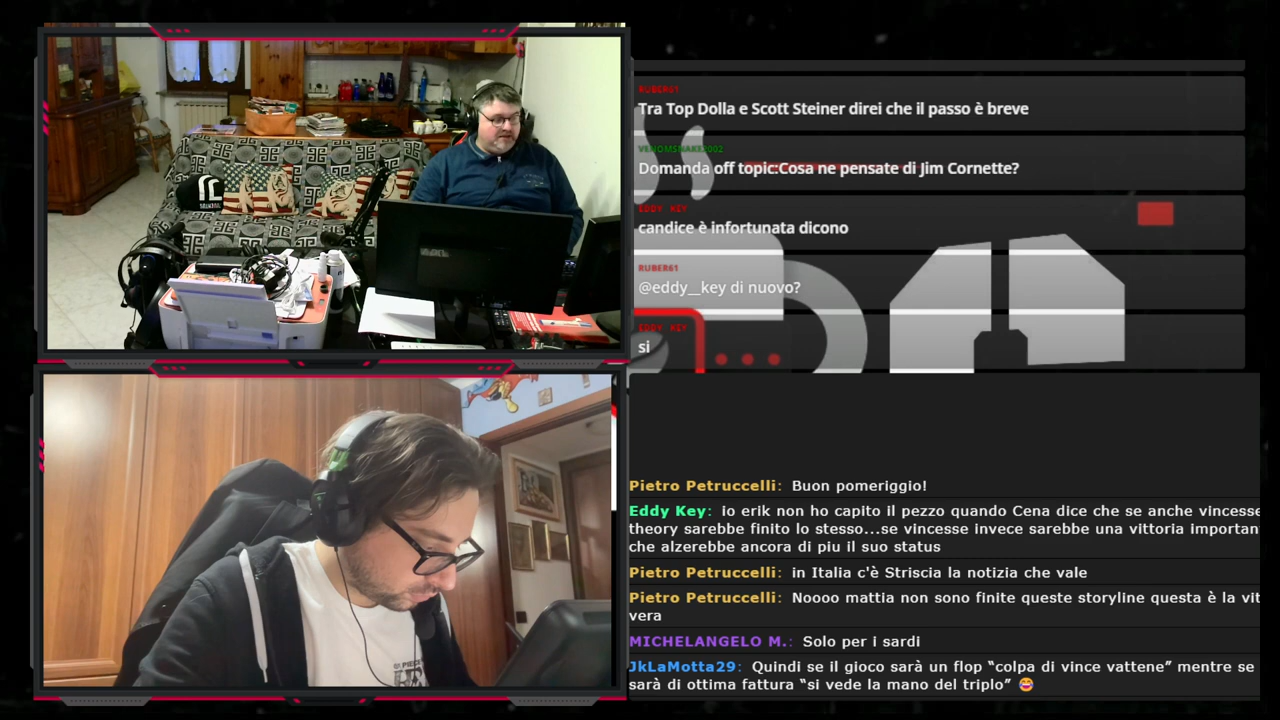 RUBER61
Tra Top Dolla e Scott Steiner direi che il passo è breve
VENOMSNAKE2002
Domanda off topic:Cosa ne pensate di Jim Cornette?
EDDY KEY
candice è infortunata dicono
RUBER61
@eddy__key di nuovo?
EDDY KEY
si
Pietro Petruccelli: Buon pomeriggio!
Eddy Key: io erik non ho capito il pezzo quando Cena dice che se anche vincesse
theory sarebbe finito lo stesso...se vincesse invece sarebbe una vittoria importan
che alzerebbe ancora di piu il suo status
Pietro Petruccelli: in Italia c'è Striscia la notizia che vale
Pietro Petruccelli: Noooo mattia non sono finite queste storyline questa è la vit
vera
MICHELANGELO M.: Solo per i sardi
JkLaMotta29: Quindi se il gioco sarà un flop “colpa di vince vattene” mentre se
sarà di ottima fattura “si vede la mano del triplo” 😂